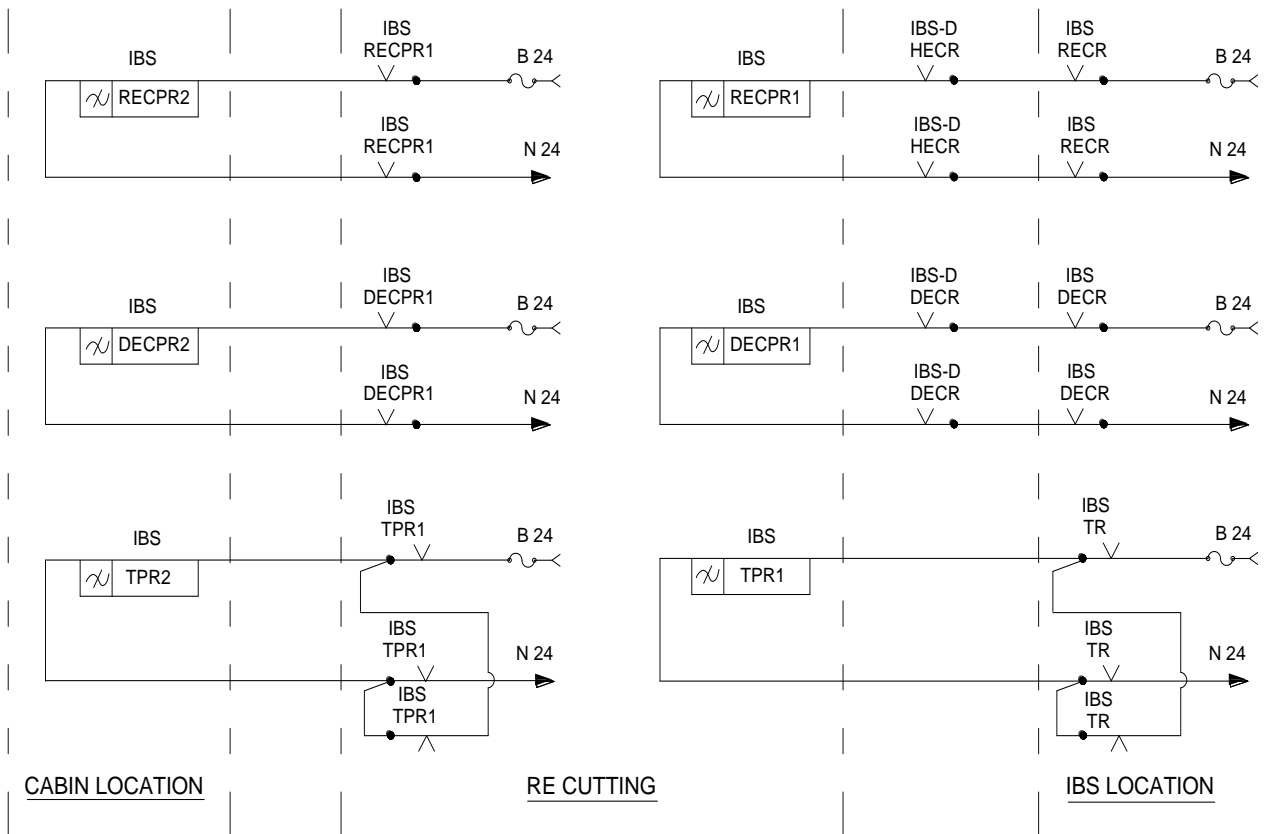 IBS
RECPR2
IBS
RECPR1
B 24
IBS
RECPR1
N 24
IBS
RECPR1
IBS-D
HECR
IBS
RECR
B 24
IBS-D
HECR
IBS
RECR
N 24
IBS
DECPR2
IBS
DECPR1
B 24
IBS
DECPR1
N 24
IBS
DECPR1
IBS-D
DECR
IBS
DECR
B 24
IBS-D
DECR
IBS
DECR
N 24
IBS
TPR2
IBS
TPR1
B 24
IBS
TPR1
N 24
IBS
TPR1
IBS
TPR1
IBS
TR
B 24
IBS
TR
N 24
IBS
TR
CABIN LOCATION
RE CUTTING
IBS LOCATION